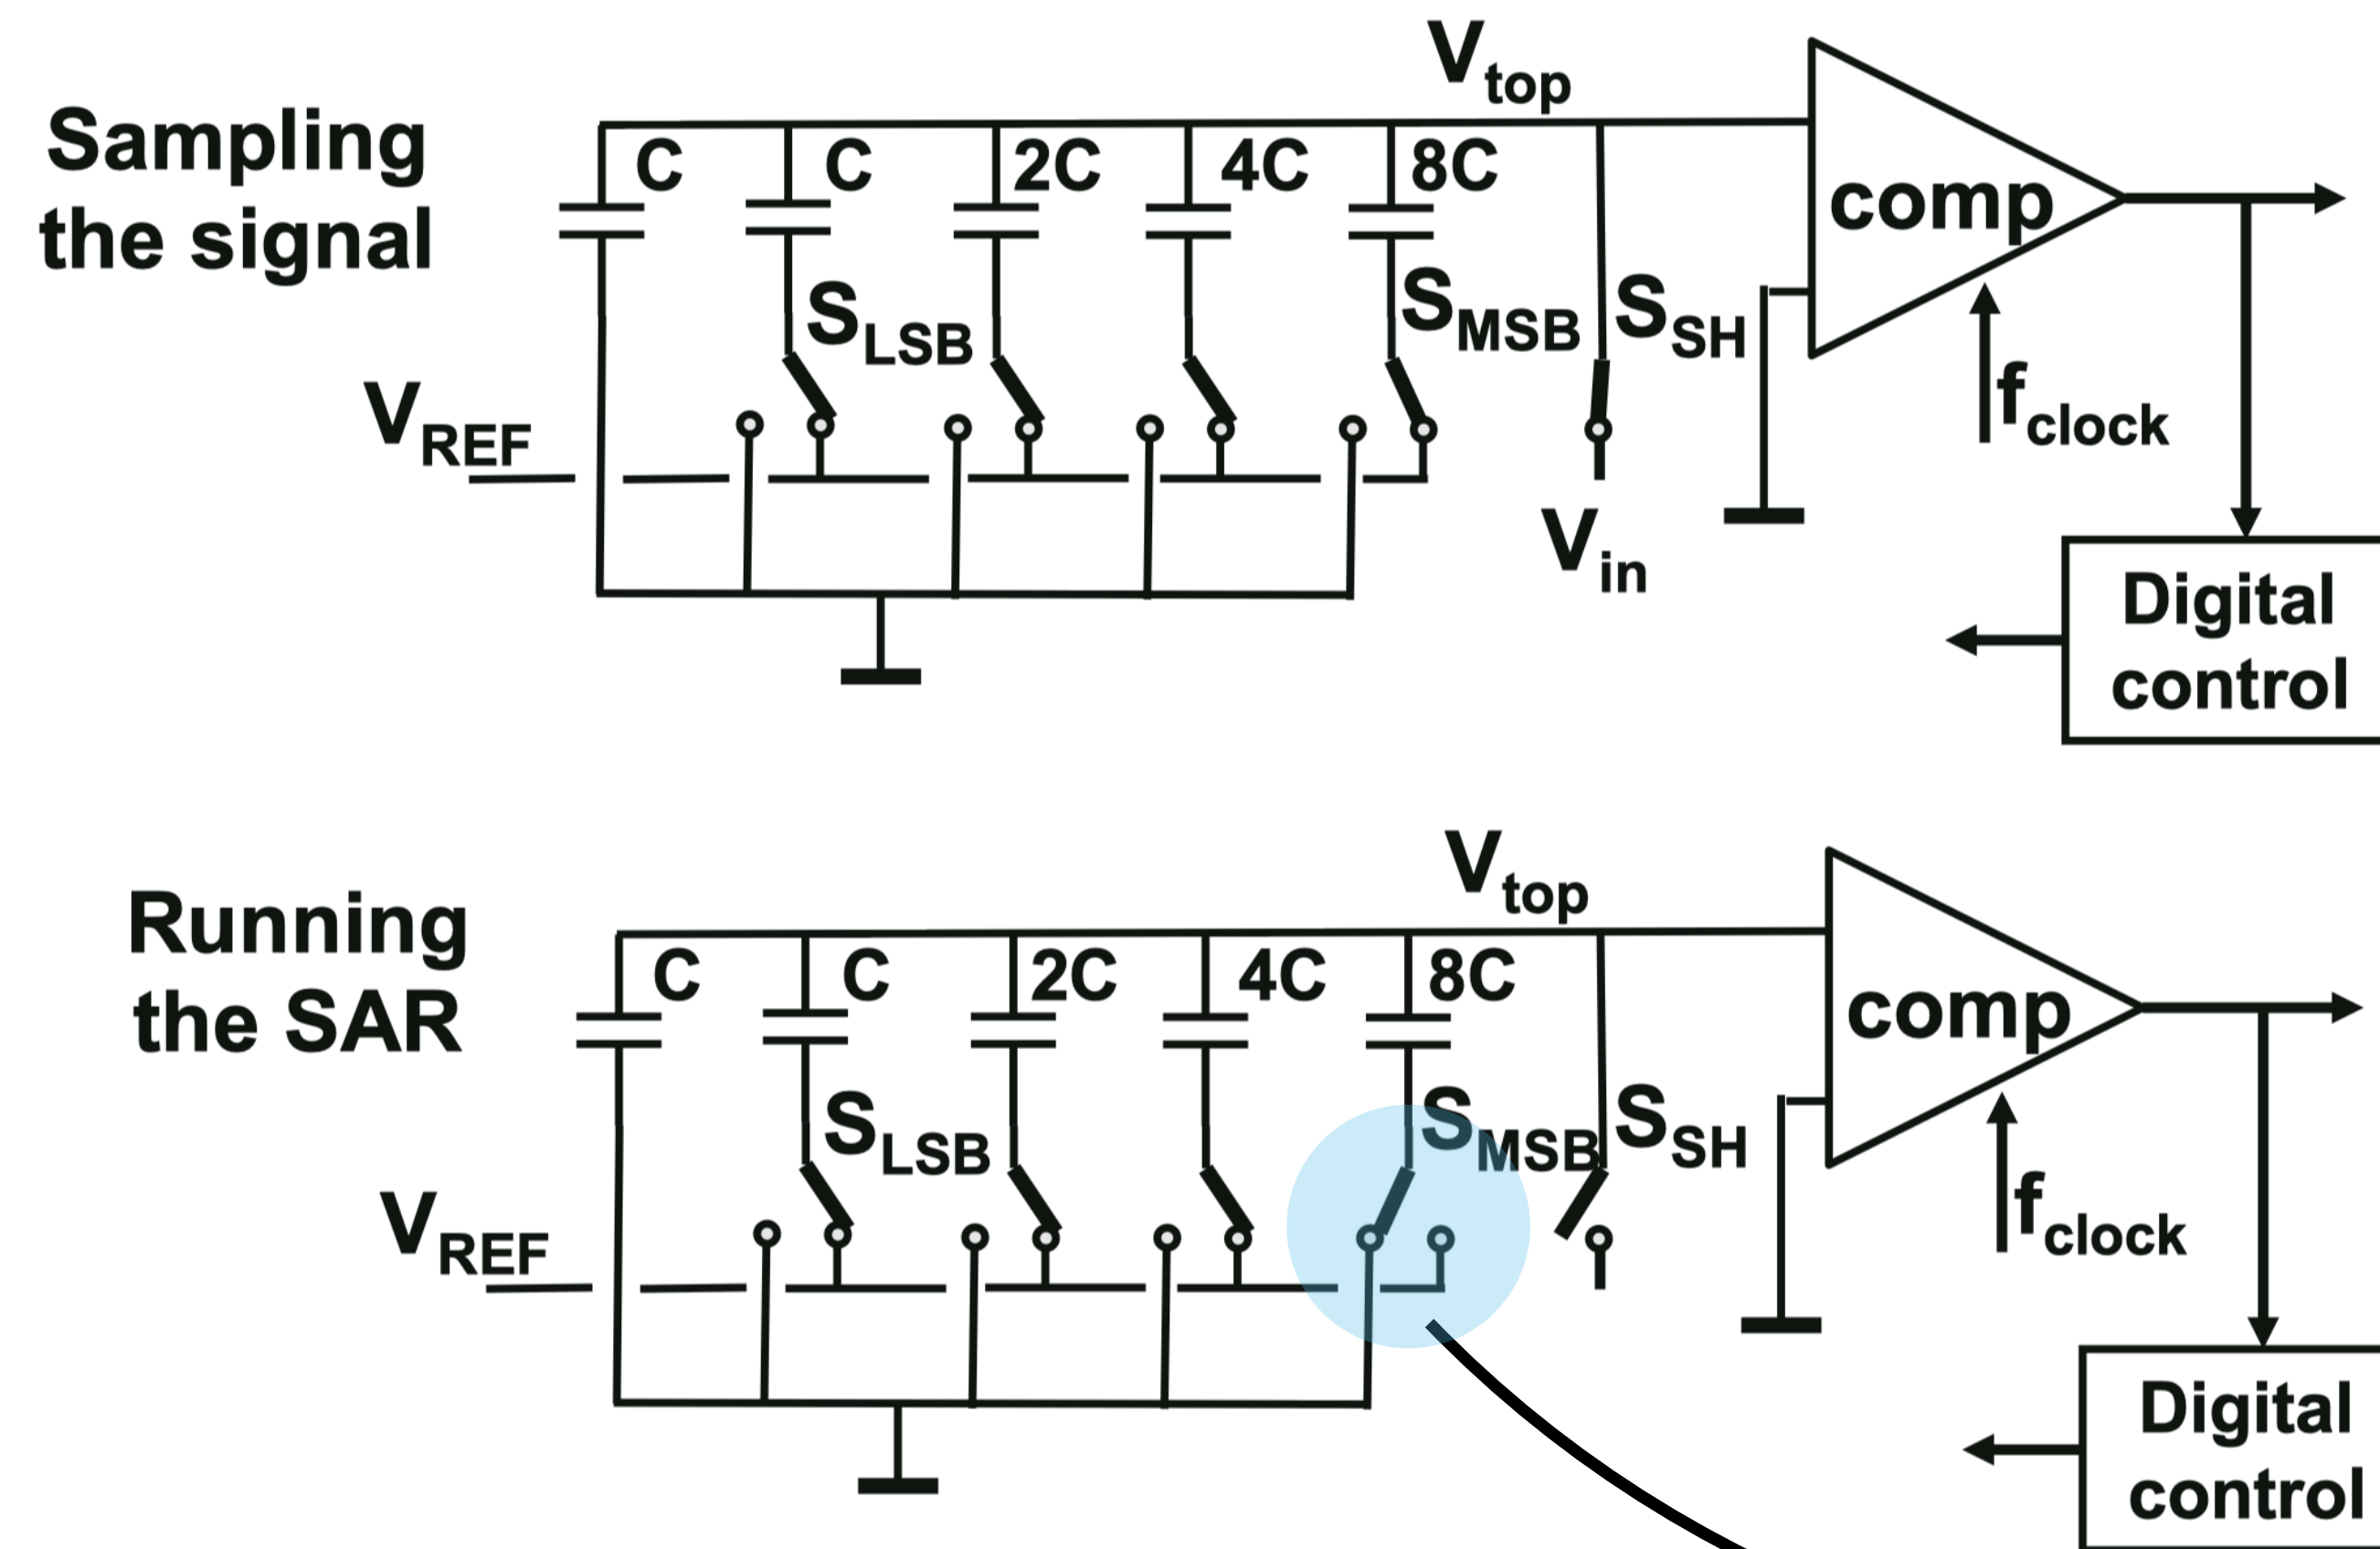 V_top
Sampling
the signal
C C 2C 4C 8C
comp
S_LSB S_MSB S_SH
V_REF
f_clock
V_in
Digital
control
V_top
Running
the SAR
C C 2C 4C 8C
comp
S_LSB S_MSB S_SH
V_REF
f_clock
Digital
control